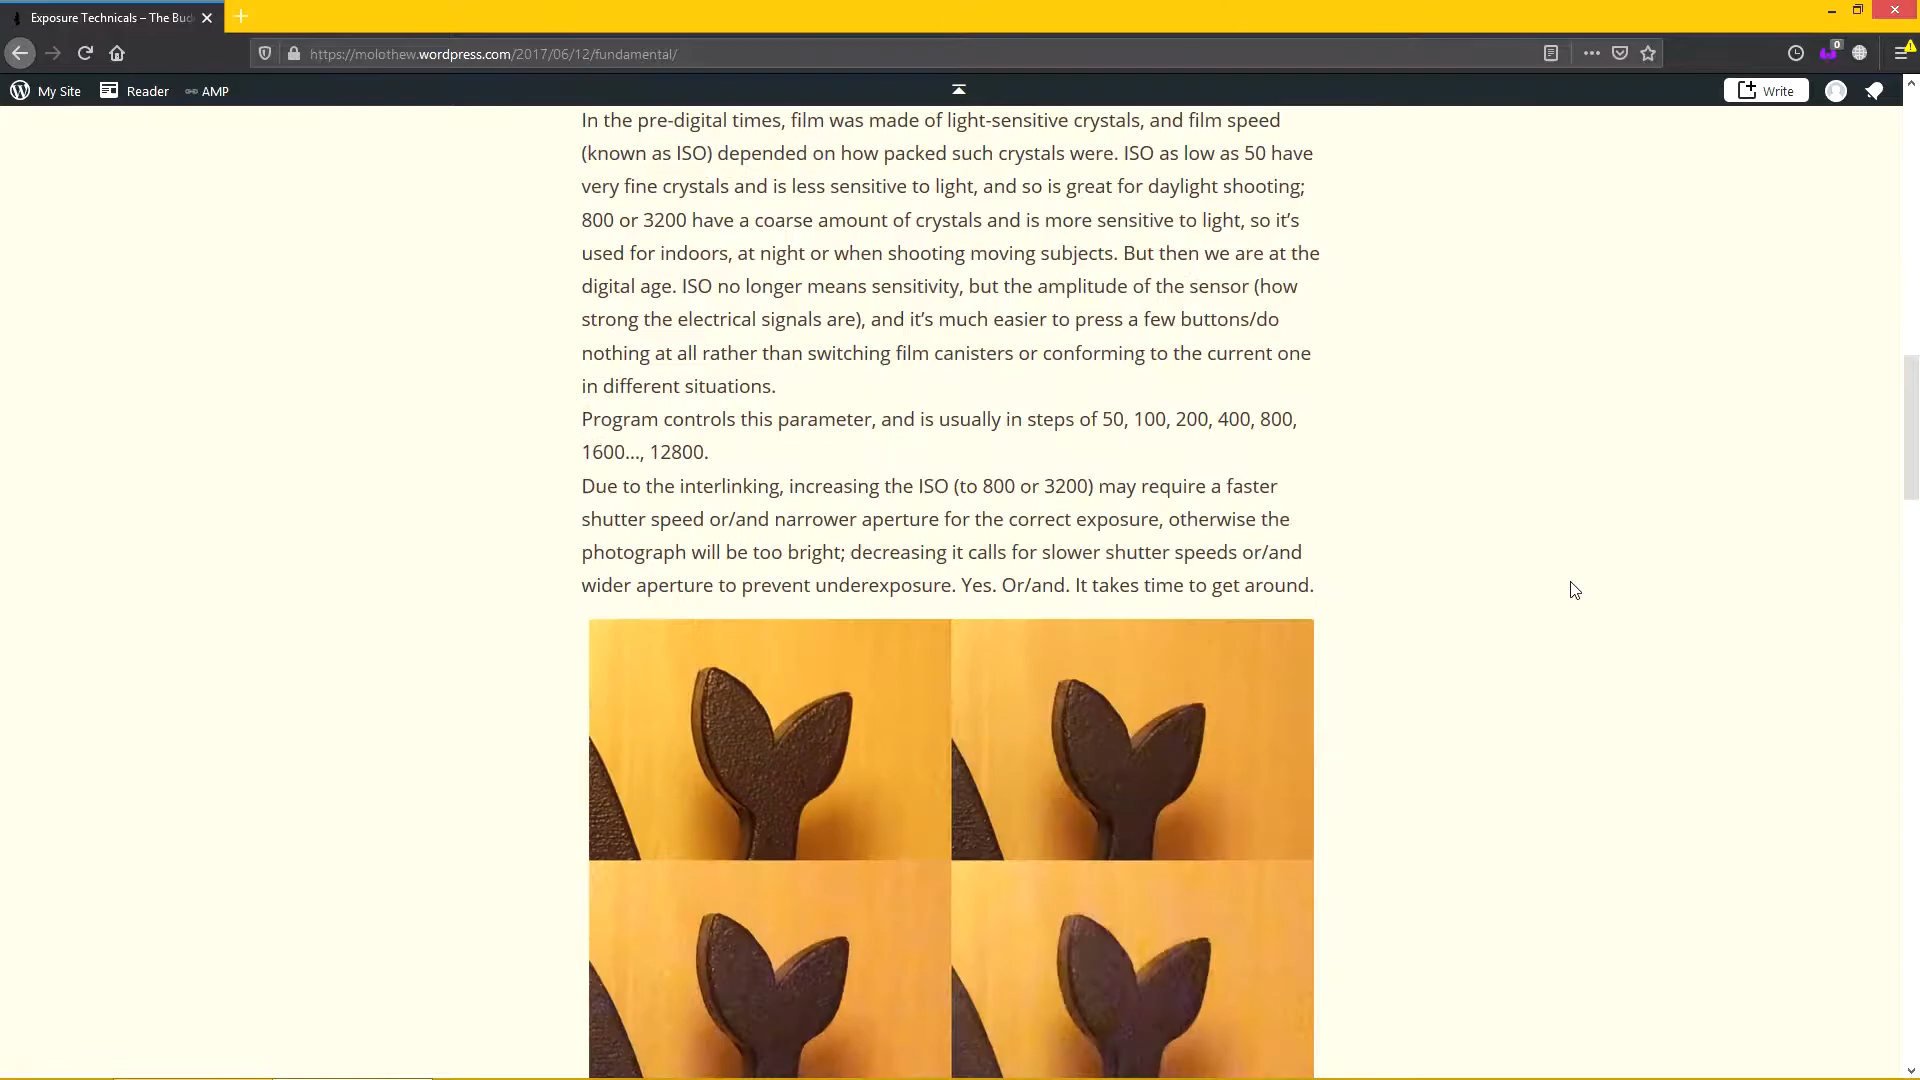 Exposure Technicals – The Bud
https://molothew.wordpress.com/2017/06/12/fundamental/
0
My Site
Reader
AMP
Write
In the pre-digital times, film was made of light-sensitive crystals, and film speed
(known as ISO) depended on how packed such crystals were. ISO as low as 50 have
very fine crystals and is less sensitive to light, and so is great for daylight shooting;
800 or 3200 have a coarse amount of crystals and is more sensitive to light, so it’s
used for indoors, at night or when shooting moving subjects. But then we are at the
digital age. ISO no longer means sensitivity, but the amplitude of the sensor (how
strong the electrical signals are), and it’s much easier to press a few buttons/do
nothing at all rather than switching film canisters or conforming to the current one
in different situations.
Program controls this parameter, and is usually in steps of 50, 100, 200, 400, 800,
1600…, 12800.
Due to the interlinking, increasing the ISO (to 800 or 3200) may require a faster
shutter speed or/and narrower aperture for the correct exposure, otherwise the
photograph will be too bright; decreasing it calls for slower shutter speeds or/and
wider aperture to prevent underexposure. Yes. Or/and. It takes time to get around.